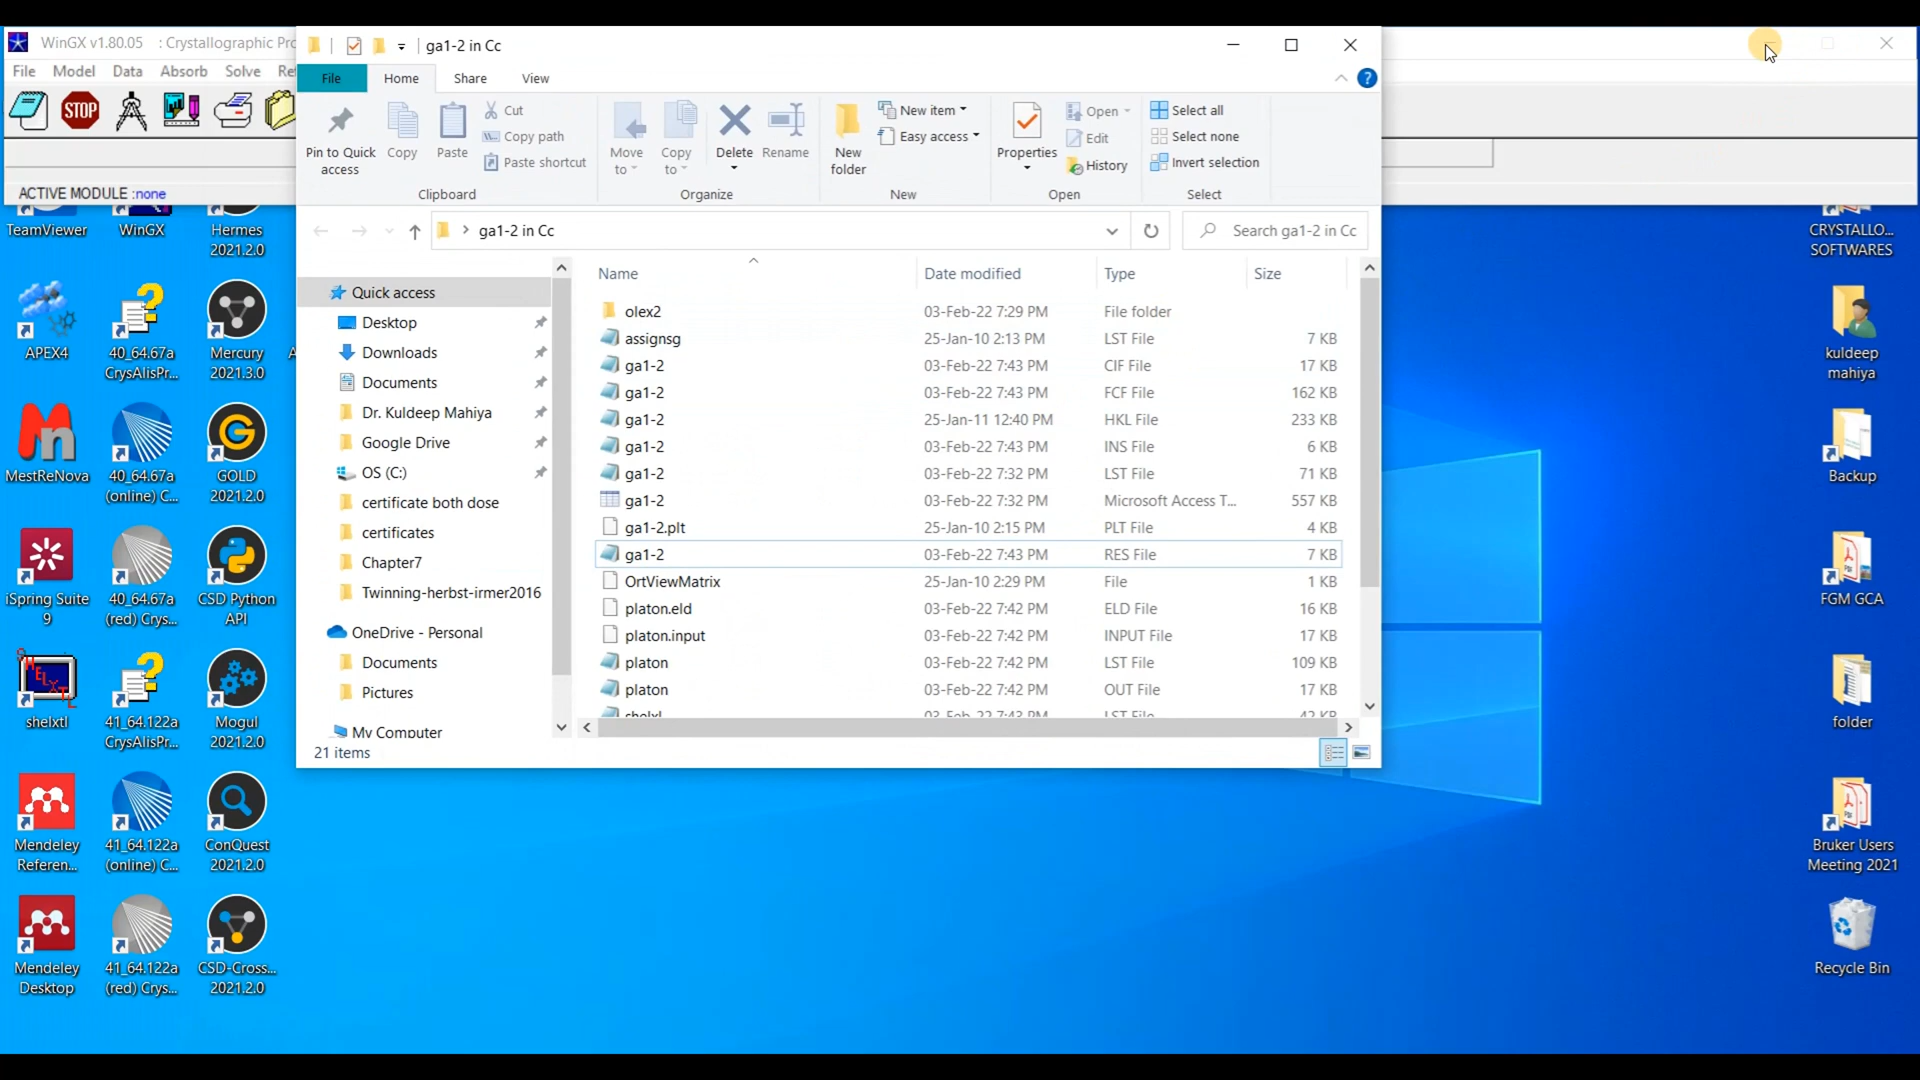 WinGX v1.80.05 : Crystallographic Pro
File Model Data Absorb Solve Ref
ACTIVE MODULE :none
ga1-2 in Cc
File Home Share View
Pin to Quick access
Copy
Paste
Cut
Copy path
Paste shortcut
Clipboard
Move to
Copy to
Delete
Rename
Organize
New folder
New item
Easy access
New
Properties
Open
Edit
History
Open
Select all
Select none
Invert selection
Select
ga1-2 in Cc
Search ga1-2 in Cc
Name Date modified Type Size
olex2 03-Feb-22 7:29 PM File folder
assignsg 25-Jan-10 2:13 PM LST File 7 KB
ga1-2 03-Feb-22 7:43 PM CIF File 17 KB
ga1-2 03-Feb-22 7:43 PM FCF File 162 KB
ga1-2 25-Jan-11 12:40 PM HKL File 233 KB
ga1-2 03-Feb-22 7:43 PM INS File 6 KB
ga1-2 03-Feb-22 7:32 PM LST File 71 KB
ga1-2 03-Feb-22 7:32 PM Microsoft Access T... 557 KB
ga1-2.plt 25-Jan-10 2:15 PM PLT File 4 KB
ga1-2 03-Feb-22 7:43 PM RES File 7 KB
OrtViewMatrix 25-Jan-10 2:29 PM File 1 KB
platon.eld 03-Feb-22 7:42 PM ELD File 16 KB
platon.input 03-Feb-22 7:42 PM INPUT File 17 KB
platon 03-Feb-22 7:42 PM LST File 109 KB
platon 03-Feb-22 7:42 PM OUT File 17 KB
shelxl 03-Feb-22 7:43 PM LST File 42 KB
Quick access
Desktop
Downloads
Documents
Dr. Kuldeep Mahiya
Google Drive
OS (C:)
certificate both dose
certificates
Chapter7
Twinning-herbst-irmer2016
OneDrive - Personal
Documents
Pictures
My Computer
21 items
TeamViewer
WinGX
Hermes
2021.2.0
APEX4
40_64.67a
CrysAlisPr...
Mercury
2021.3.0
A
MestReNova
40_64.67a
(online) C...
GOLD
2021.2.0
iSpring Suite
9
40_64.67a
(red) Crys...
CSD Python
API
shelxtl
41_64.122a
CrysAlisPr...
Mogul
2021.2.0
Mendeley
Referen...
41_64.122a
(online) C...
ConQuest
2021.2.0
Mendeley
Desktop
41_64.122a
(red) Crys...
CSD-Cross...
2021.2.0
CRYSTALLO...
SOFTWARES
kuldeep
mahiya
Backup
FGM GCA
folder
Bruker Users
Meeting 2021
Recycle Bin